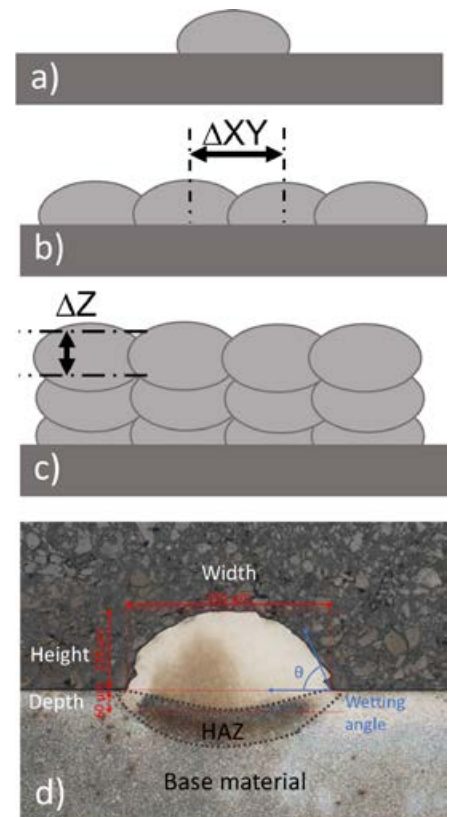 a)
ΔXY
b)
ΔZ
c)
Width
Height
Depth
θ
Wetting
angle
HAZ
Base material
d)